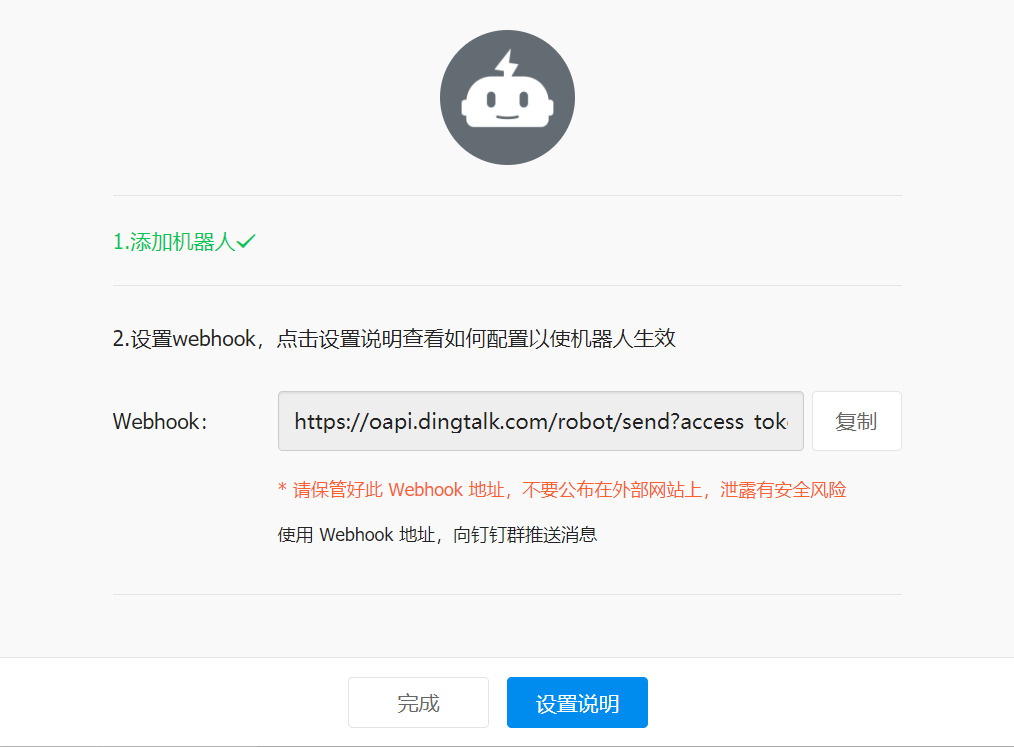 1.添加机器人✓
2.设置webhook，点击设置说明查看如何配置以使机器人生效
Webhook：
https://oapi.dingtalk.com/robot/send?access_tok
复制
* 请保管好此 Webhook 地址，不要公布在外部网站上，泄露有安全风险
使用 Webhook 地址，向钉钉群推送消息
完成
设置说明